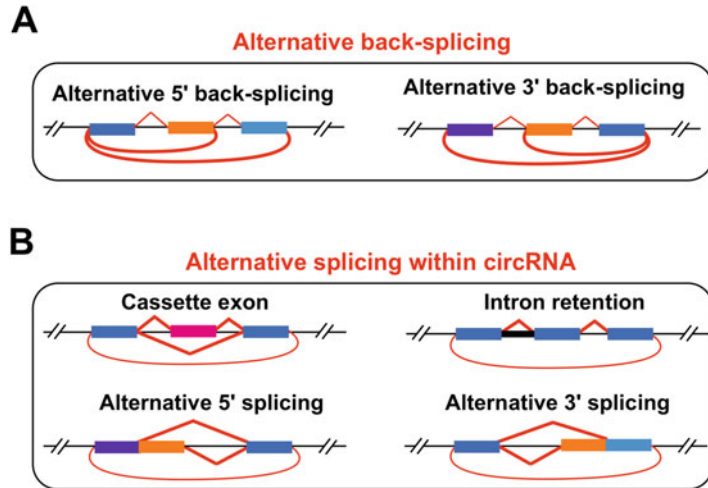 A
Alternative back-splicing
Alternative 5' back-splicing
Alternative 3' back-splicing
B
Alternative splicing within circRNA
Cassette exon
Intron retention
Alternative 5' splicing
Alternative 3' splicing